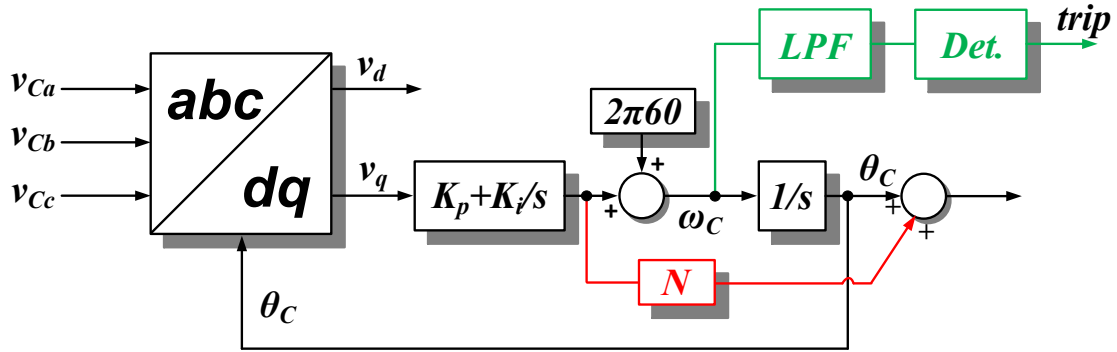 trip
LPF
Det.
v_Ca
v_Cb
v_Cc
abc
dq
v_d
v_q
K_p+K_i/s
2π60
+
+
ω_C
1/s
θ_C
+
+
N
θ_C